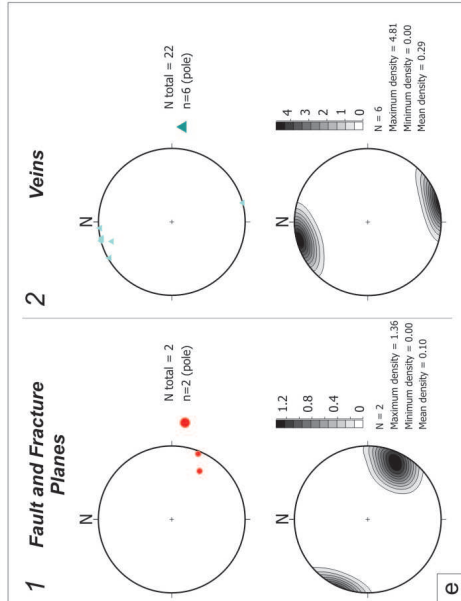 1 Fault and Fracture
Planes
N
N total = 2
n=2 (pole)
N
1.2
0.8
0.4
0
N = 2
Maximum density = 1.36
Minimum density = 0.00
Mean density = 0.10
2 Veins
N
N total = 22
n=6 (pole)
N
4
3
2
1
0
N = 6
Maximum density = 4.81
Minimum density = 0.00
Mean density = 0.29
e